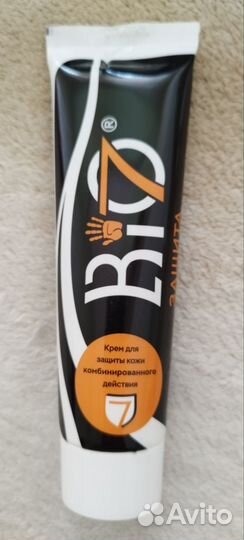 BiO7®
ЗАЩИТА
Крем для
защиты кожи
комбинированного
действия
7
Avito